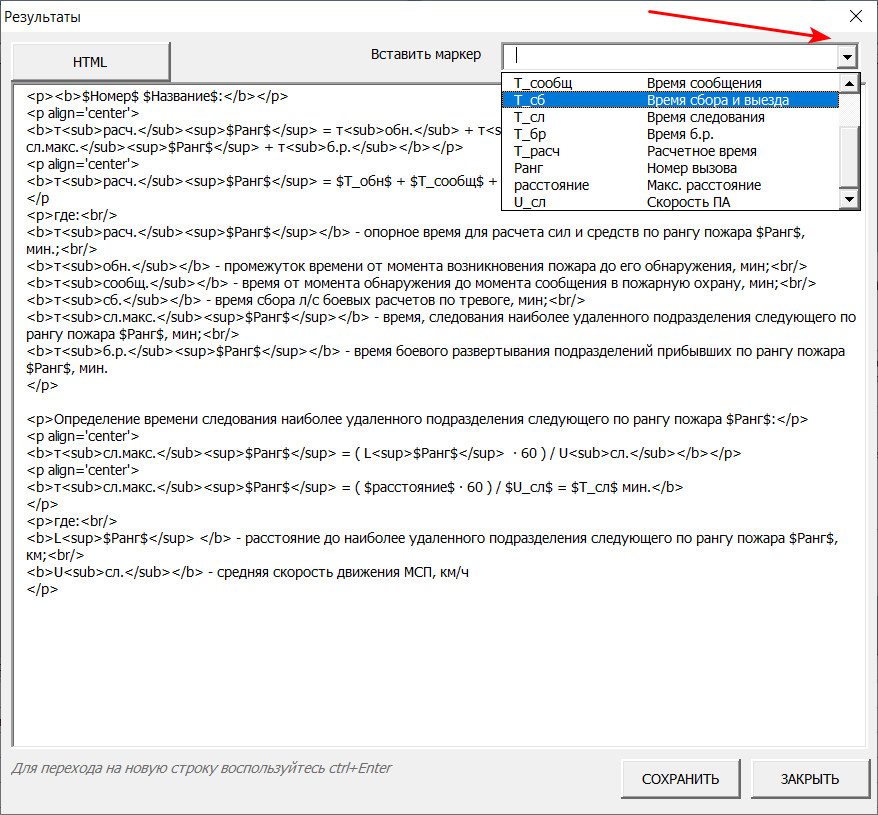 Результаты
HTML
Вставить маркер
Т_сообщ Время сообщения
Т_сб Время сбора и выезда
Т_сл Время следования
Т_бр Время б.р.
Т_расч Расчетное время
Ранг Номер вызова
расстояние Макс. расстояние
U_сл Скорость ПА
<p><b>$Номер$ $Название$:</b></p>
<p align='center'>
<b>τ<sub>расч.</sub><sup>$Ранг$</sup> = τ<sub>обн.</sub> + τ<s
сл.макс.</sub><sup>$Ранг$</sup> + τ<sub>б.р.</sub></b></p>
<p align='center'>
<b>τ<sub>расч.</sub><sup>$Ранг$</sup> = $Т_обн$ + $Т_сообщ$ +
</p
<p>где:<br/>
<b>τ<sub>расч.</sub><sup>$Ранг$</sup></b> - опорное время для расчета сил и средств по рангу пожара $Ранг$,
мин.;<br/>
<b>τ<sub>обн.</sub></b> - промежуток времени от момента возникновения пожара до его обнаружения, мин;<br/>
<b>τ<sub>сообщ.</sub></b> - время от момента обнаружения до момента сообщения в пожарную охрану, мин;<br/>
<b>τ<sub>сб.</sub></b> - время сбора л/с боевых расчетов по тревоге, мин;<br/>
<b>τ<sub>сл.макс.</sub><sup>$Ранг$</sup></b> - время, следования наиболее удаленного подразделения следующего по
рангу пожара $Ранг$, мин;<br/>
<b>τ<sub>б.р.</sub><sup>$Ранг$</sup></b> - время боевого развертывания подразделений прибывших по рангу пожара
$Ранг$, мин.
</p>
<p>Определение времени следования наиболее удаленного подразделения следующего по рангу пожара $Ранг$:</p>
<p align='center'>
<b>τ<sub>сл.макс.</sub><sup>$Ранг$</sup> = ( L<sup>$Ранг$</sup> · 60 ) / U<sub>сл.</sub></b></p>
<p align='center'>
<b>τ<sub>сл.макс.</sub><sup>$Ранг$</sup> = ( $расстояние$ · 60 ) / $U_сл$ = $Т_сл$ мин.</b>
</p>
<p>где:<br/>
<b>L<sup>$Ранг$</sup> </b> - расстояние до наиболее удаленного подразделения следующего по рангу пожара $Ранг$,
км;<br/>
<b>U<sub>сл.</sub></b> - средняя скорость движения МСП, км/ч
</p>
Для перехода на новую строку воспользуйтесь ctrl+Enter
СОХРАНИТЬ
ЗАКРЫТЬ